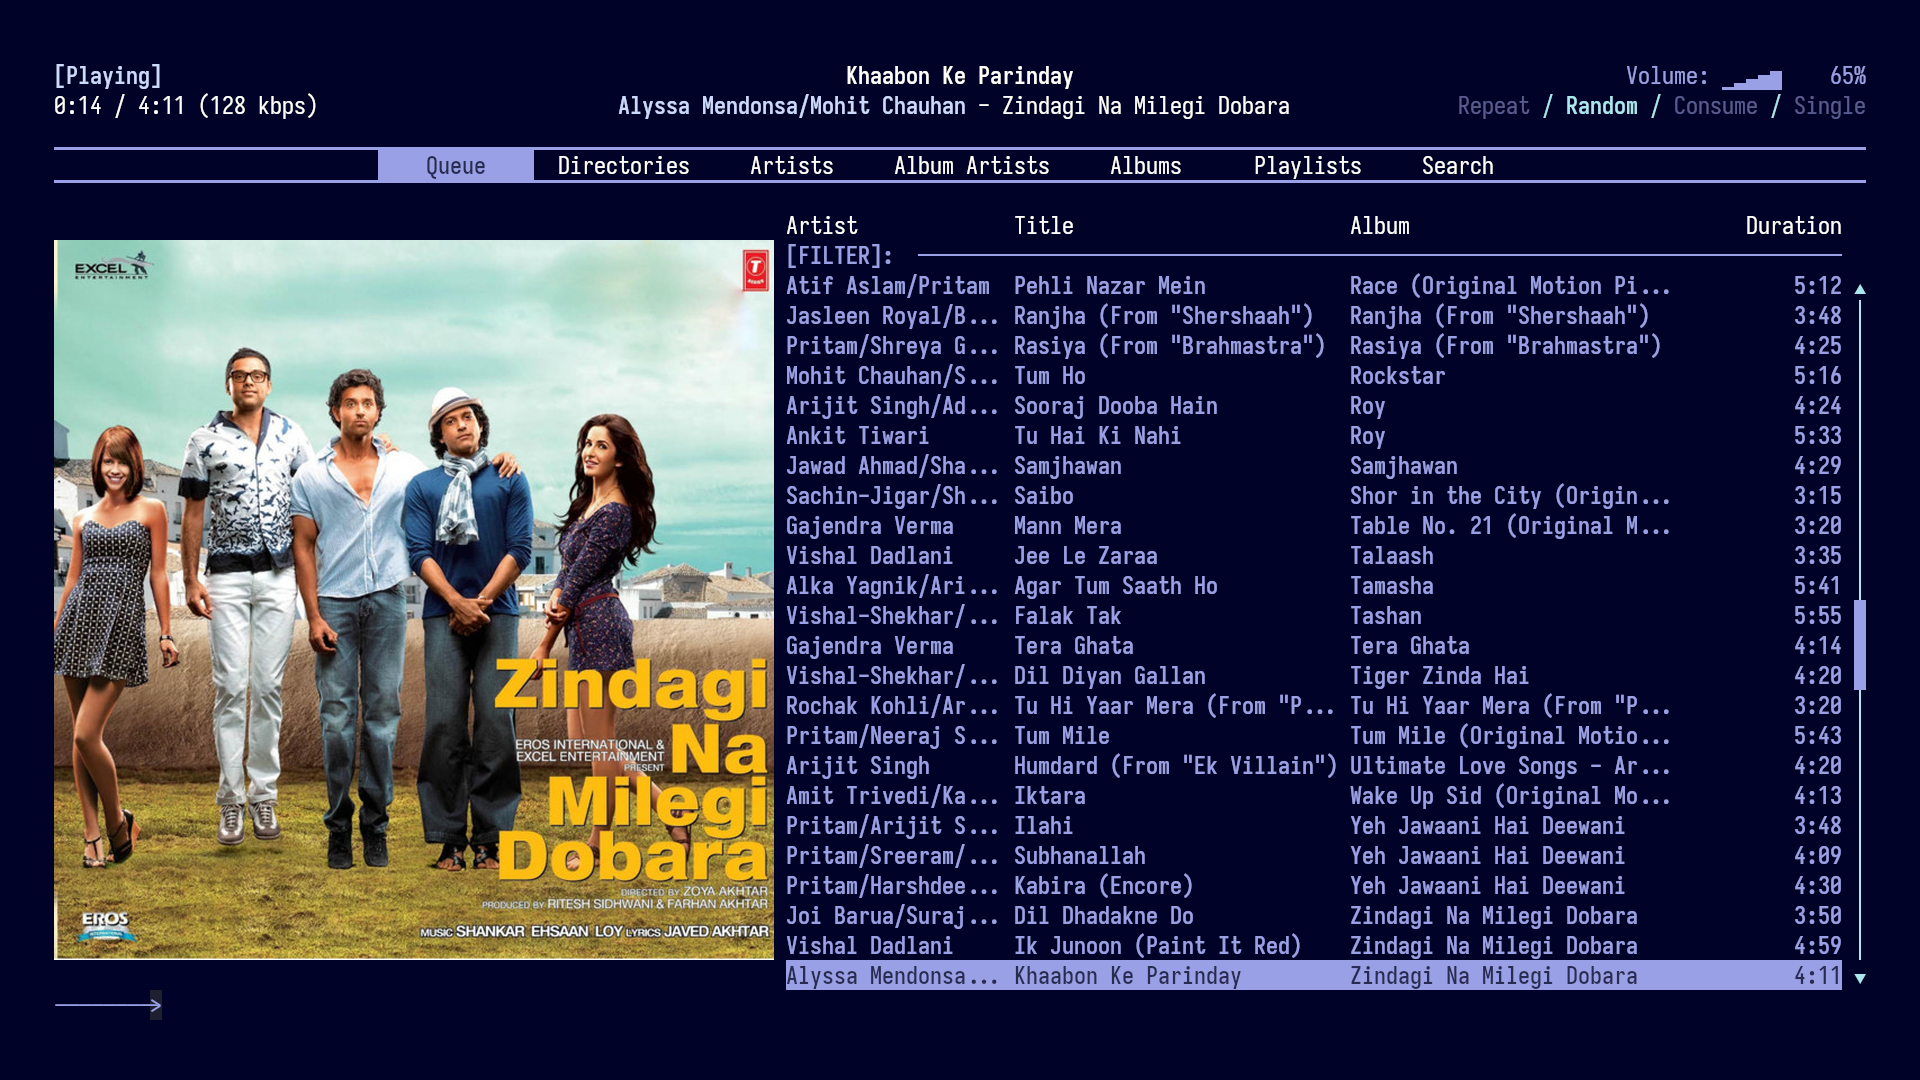 [Playing]
Khaabon Ke Parinday
Volume: 65%
0:14 / 4:11 (128 kbps)
Alyssa Mendonsa/Mohit Chauhan - Zindagi Na Milegi Dobara
Repeat / Random / Consume / Single
Queue Directories Artists Album Artists Albums Playlists Search
EXCEL
ENTERTAINMENT
T
SERIES
Zindagi
EROS INTERNATIONAL &
EXCEL ENTERTAINMENT
PRESENT
Na
Milegi
Dobara
DIRECTED BY ZOYA AKHTAR
PRODUCED BY RITESH SIDHWANI & FARHAN AKHTAR
EROS
INTERNATIONAL
MUSIC SHANKAR EHSAAN LOY LYRICS JAVED AKHTAR
Artist Title Album Duration
[FILTER]:
Atif Aslam/Pritam Pehli Nazar Mein Race (Original Motion Pi... 5:12
Jasleen Royal/B... Ranjha (From "Shershaah") Ranjha (From "Shershaah") 3:48
Pritam/Shreya G... Rasiya (From "Brahmastra") Rasiya (From "Brahmastra") 4:25
Mohit Chauhan/S... Tum Ho Rockstar 5:16
Arijit Singh/Ad... Sooraj Dooba Hain Roy 4:24
Ankit Tiwari Tu Hai Ki Nahi Roy 5:33
Jawad Ahmad/Sha... Samjhawan Samjhawan 4:29
Sachin-Jigar/Sh... Saibo Shor in the City (Origin... 3:15
Gajendra Verma Mann Mera Table No. 21 (Original M... 3:20
Vishal Dadlani Jee Le Zaraa Talaash 3:35
Alka Yagnik/Ari... Agar Tum Saath Ho Tamasha 5:41
Vishal-Shekhar/... Falak Tak Tashan 5:55
Gajendra Verma Tera Ghata Tera Ghata 4:14
Vishal-Shekhar/... Dil Diyan Gallan Tiger Zinda Hai 4:20
Rochak Kohli/Ar... Tu Hi Yaar Mera (From "P... Tu Hi Yaar Mera (From "P... 3:20
Pritam/Neeraj S... Tum Mile Tum Mile (Original Motio... 5:43
Arijit Singh Humdard (From "Ek Villain") Ultimate Love Songs - Ar... 4:20
Amit Trivedi/Ka... Iktara Wake Up Sid (Original Mo... 4:13
Pritam/Arijit S... Ilahi Yeh Jawaani Hai Deewani 3:48
Pritam/Sreeram/... Subhanallah Yeh Jawaani Hai Deewani 4:09
Pritam/Harshdee... Kabira (Encore) Yeh Jawaani Hai Deewani 4:30
Joi Barua/Suraj... Dil Dhadakne Do Zindagi Na Milegi Dobara 3:50
Vishal Dadlani Ik Junoon (Paint It Red) Zindagi Na Milegi Dobara 4:59
Alyssa Mendonsa... Khaabon Ke Parinday Zindagi Na Milegi Dobara 4:11